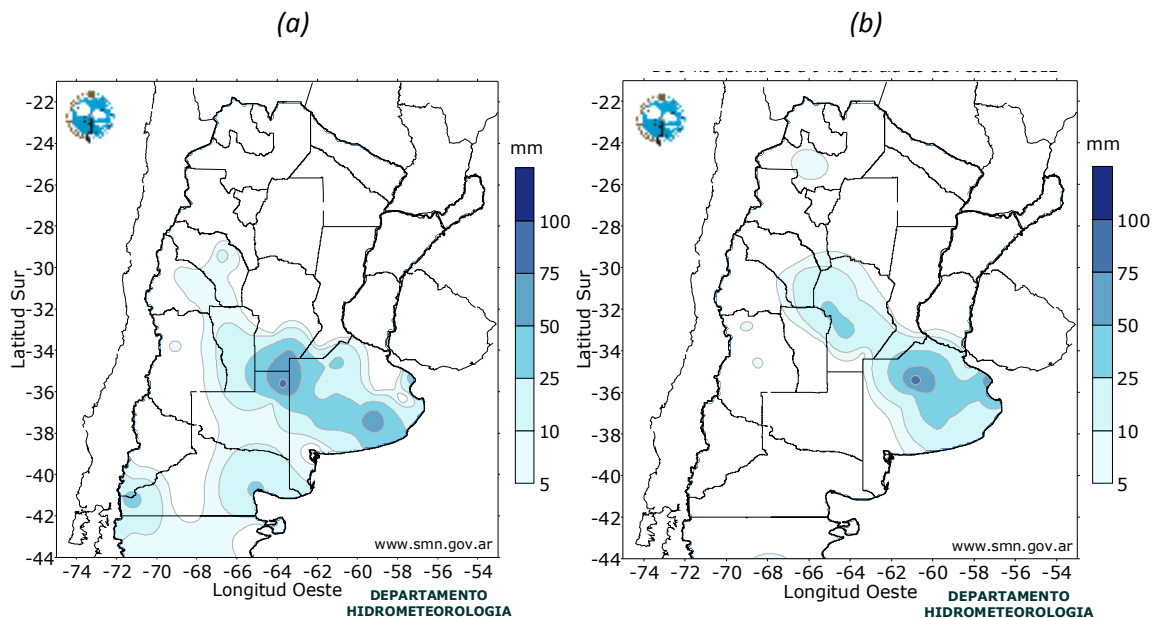 (a)
(b)
-22
-24
-26
-28
-30
-32
-34
-36
-38
-40
-42
-44
Latitud Sur
-74 -72 -70 -68 -66 -64 -62 -60 -58 -56 -54
Longitud Oeste
mm
100
75
50
25
10
5
www.smn.gov.ar
DEPARTAMENTO
HIDROMETEOROLOGIA
-22
-24
-26
-28
-30
-32
-34
-36
-38
-40
-42
-44
Latitud Sur
-74 -72 -70 -68 -66 -64 -62 -60 -58 -56 -54
Longitud Oeste
mm
100
75
50
25
10
5
www.smn.gov.ar
DEPARTAMENTO
HIDROMETEOROLOGIA